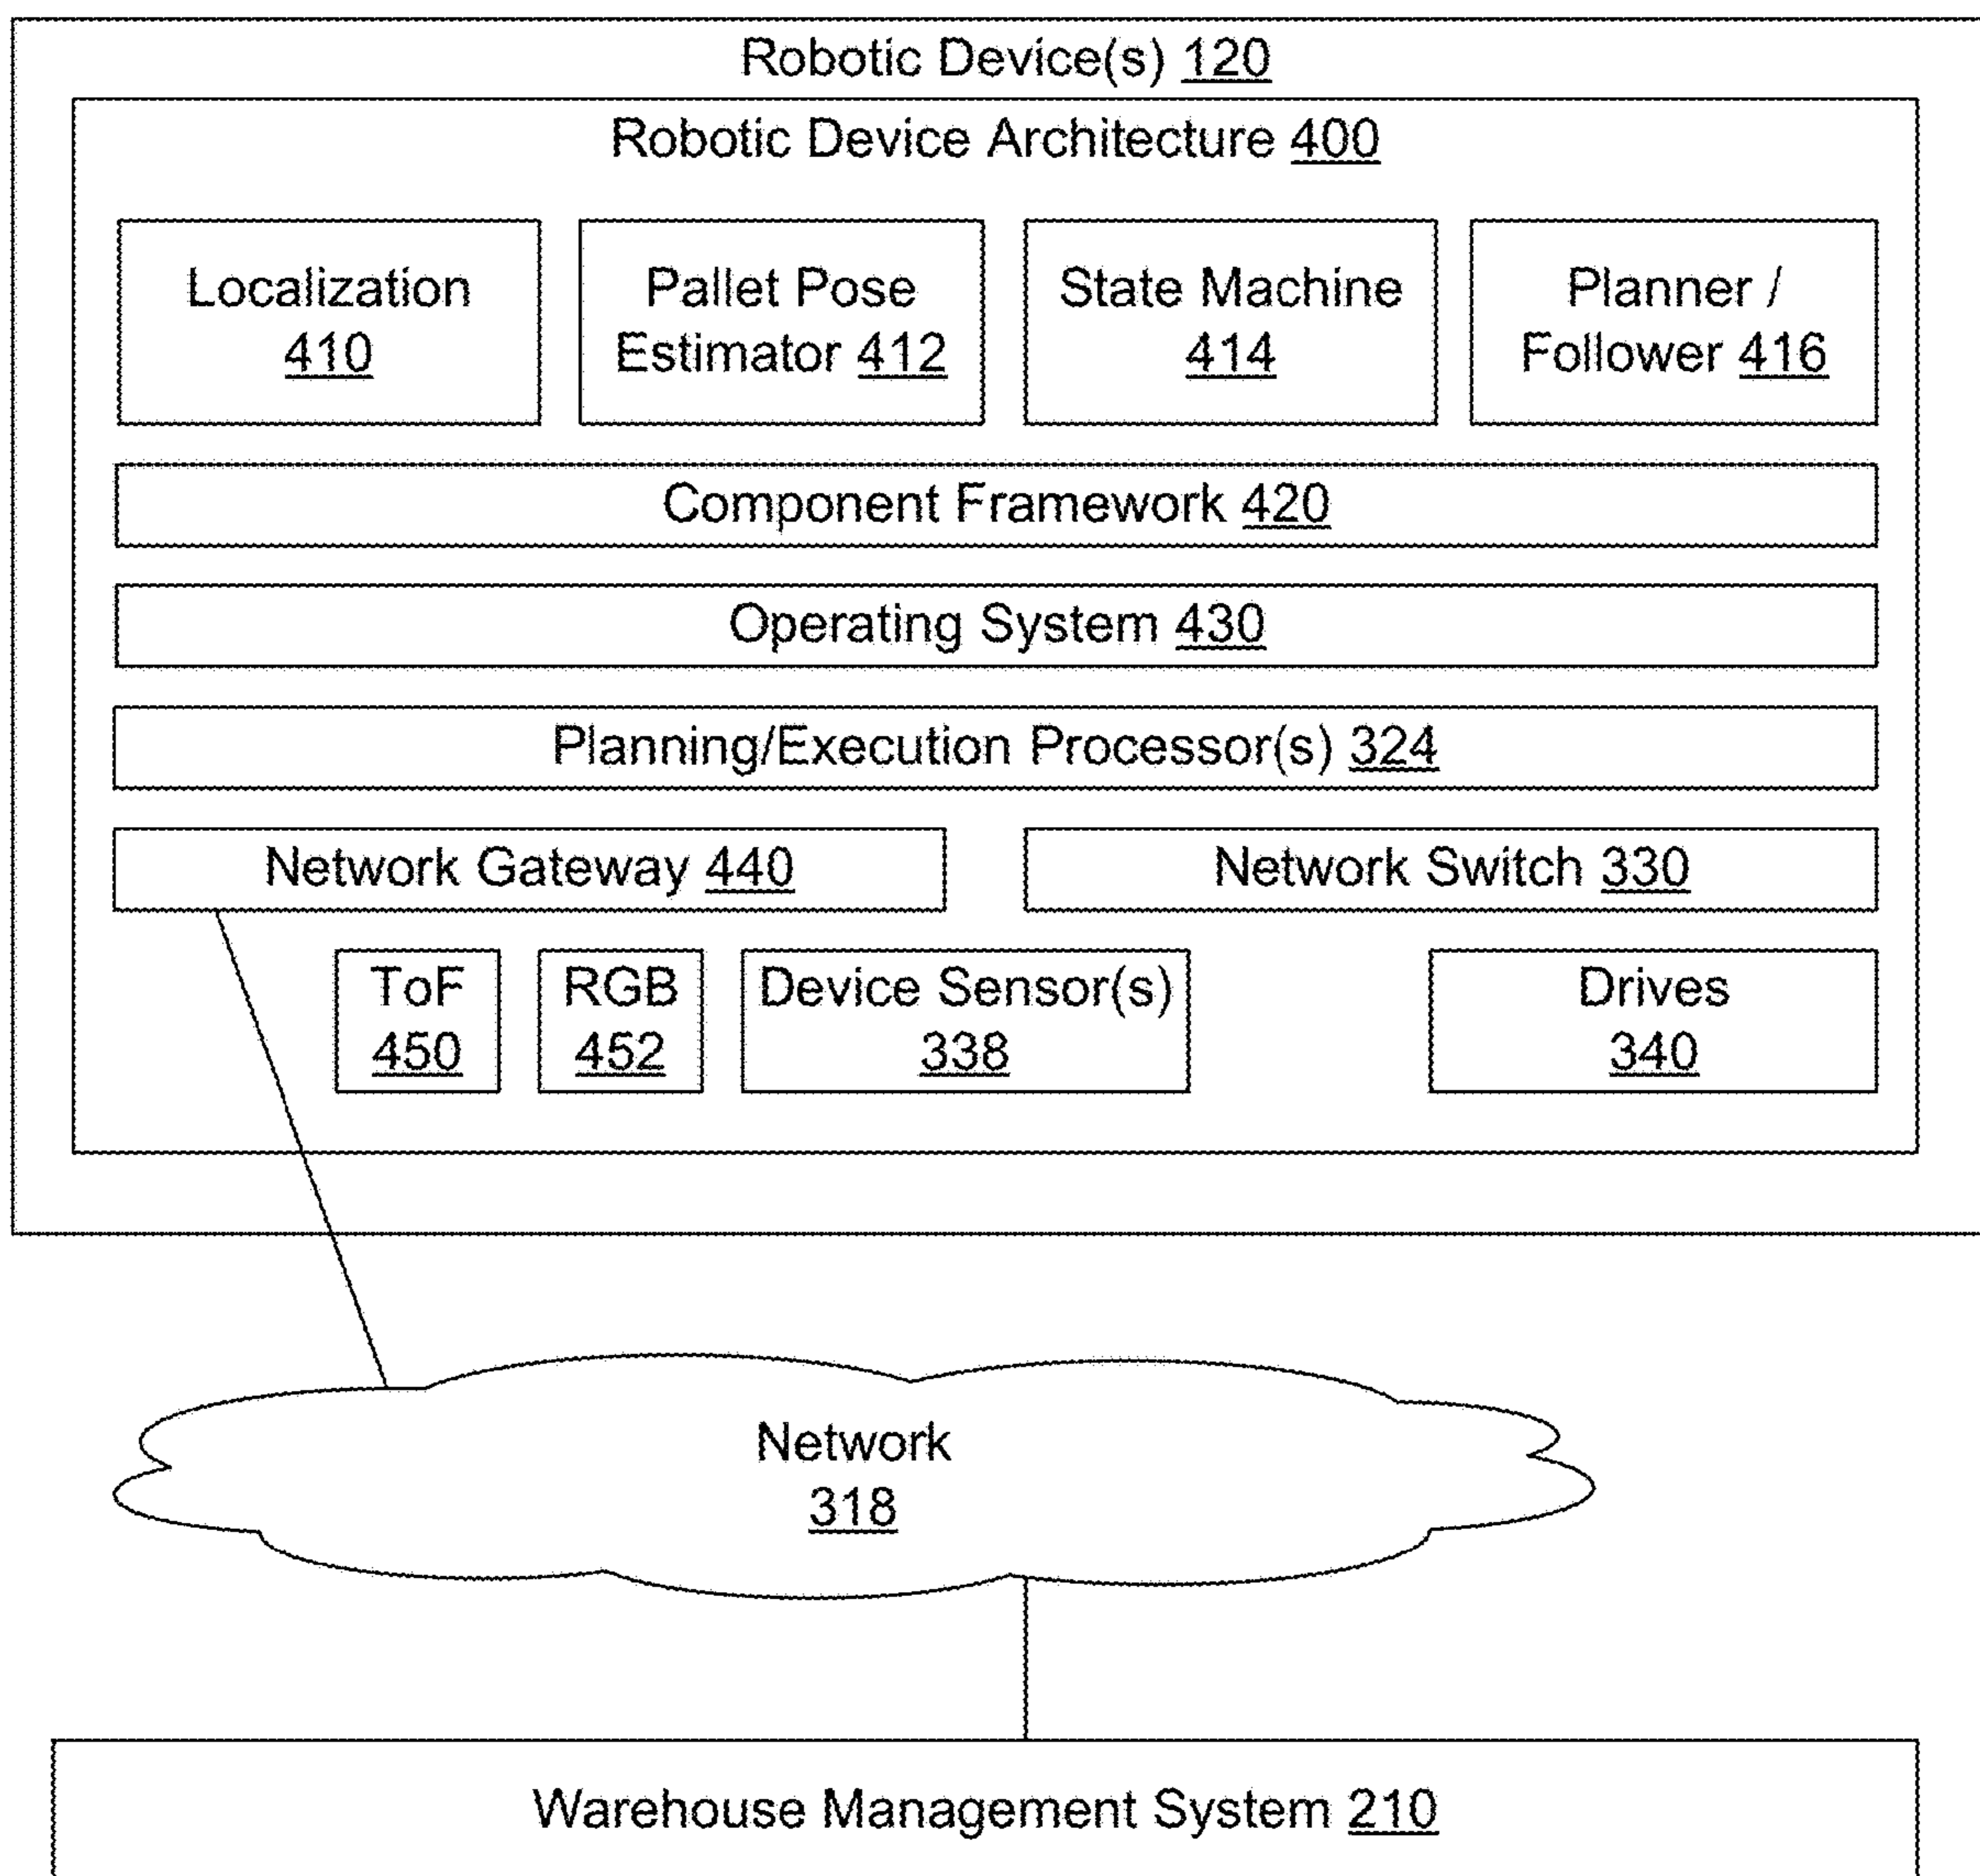 Robotic Device(s) 120
Robotic Device Architecture 400
Localization
410
Pallet Pose
Estimator 412
State Machine
414
Planner /
Follower 416
Component Framework 420
Operating System 430
Planning/Execution Processor(s) 324
Network Gateway 440
Network Switch 330
ToF
450
RGB
452
Device Sensor(s)
338
Drives
340
Network
318
Warehouse Management System 210